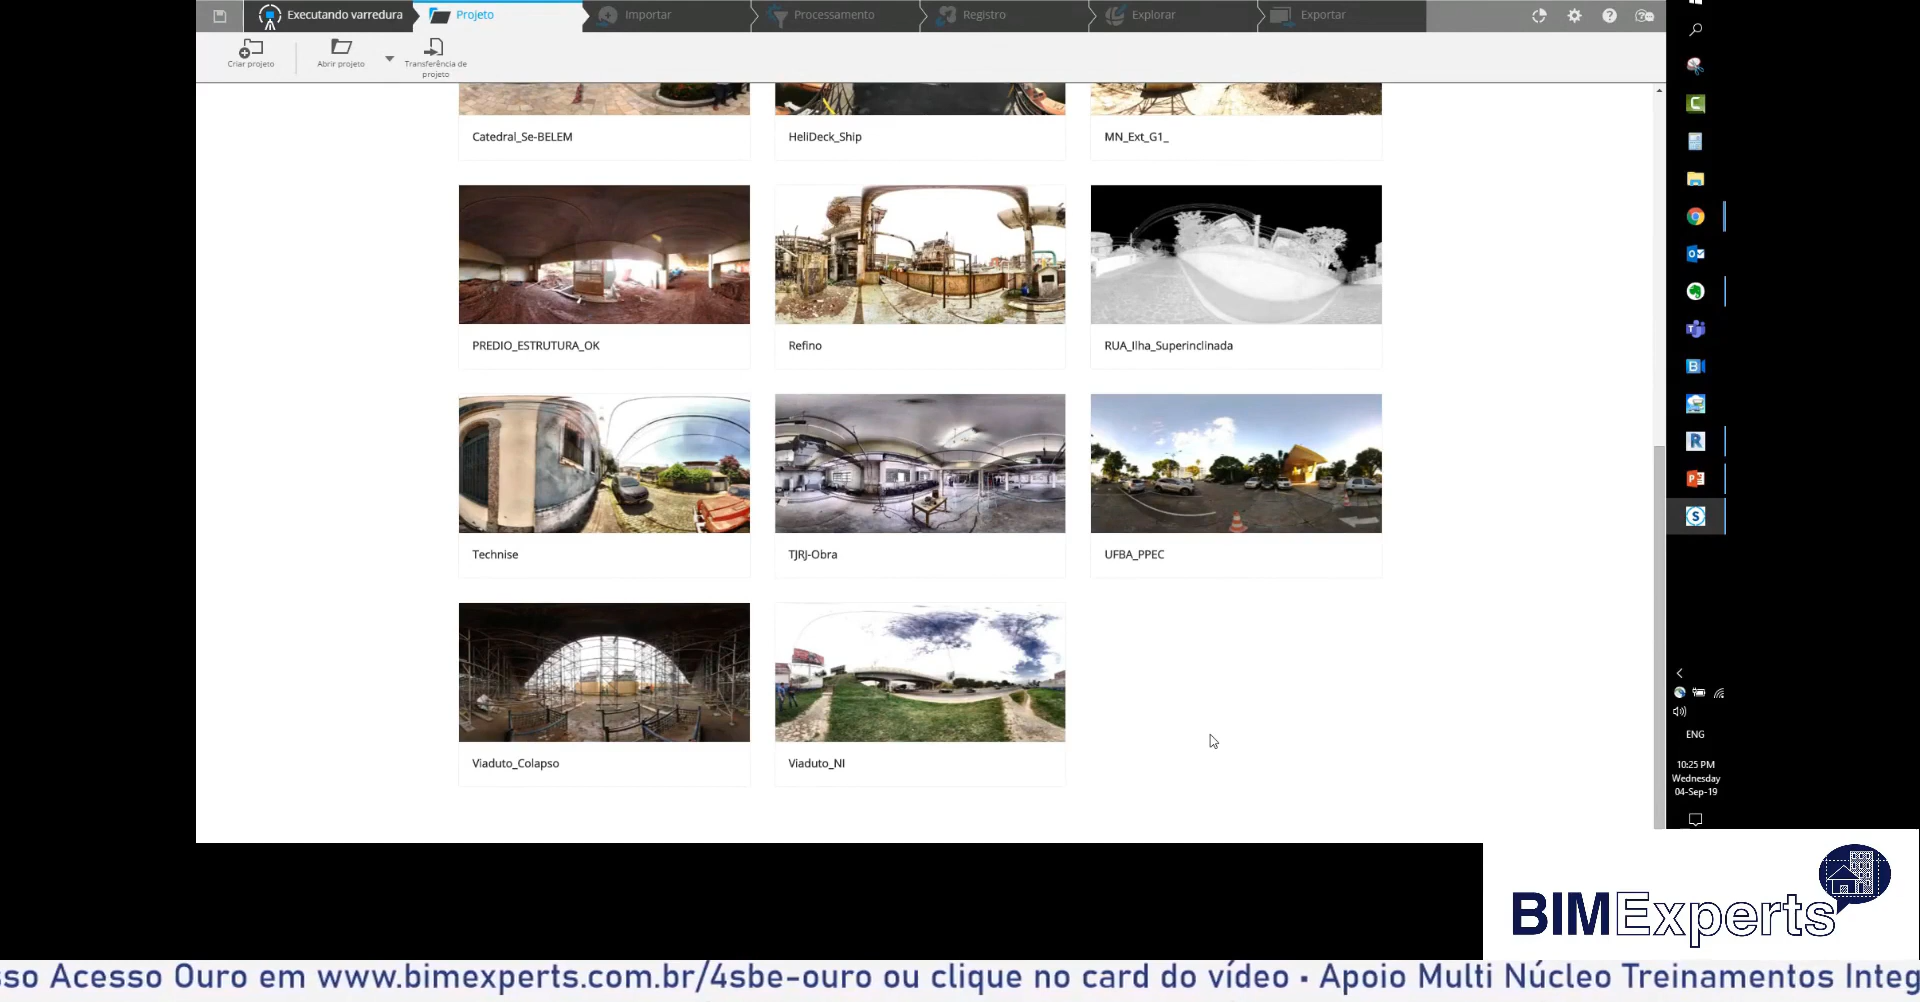 Executando varredura
Projeto
Importar
Processamento
Registro
Explorar
Exportar
Criar projeto
Abrir projeto
Transferência de
projeto
Catedral_Se-BELEM
HeliDeck_Ship
MN_Ext_G1_
PREDIO_ESTRUTURA_OK
Refino
RUA_Ilha_Superinclinada
Technise
TJRJ-Obra
UFBA_PPEC
Viaduto_Colapso
Viaduto_NI
ENG
10:25 PM
Wednesday
04-Sep-19
BIMExperts
sso Acesso Ouro em www.bimexperts.com.br/4sbe-ouro ou clique no card do vídeo • Apoio Multi Núcleo Treinamentos Integ